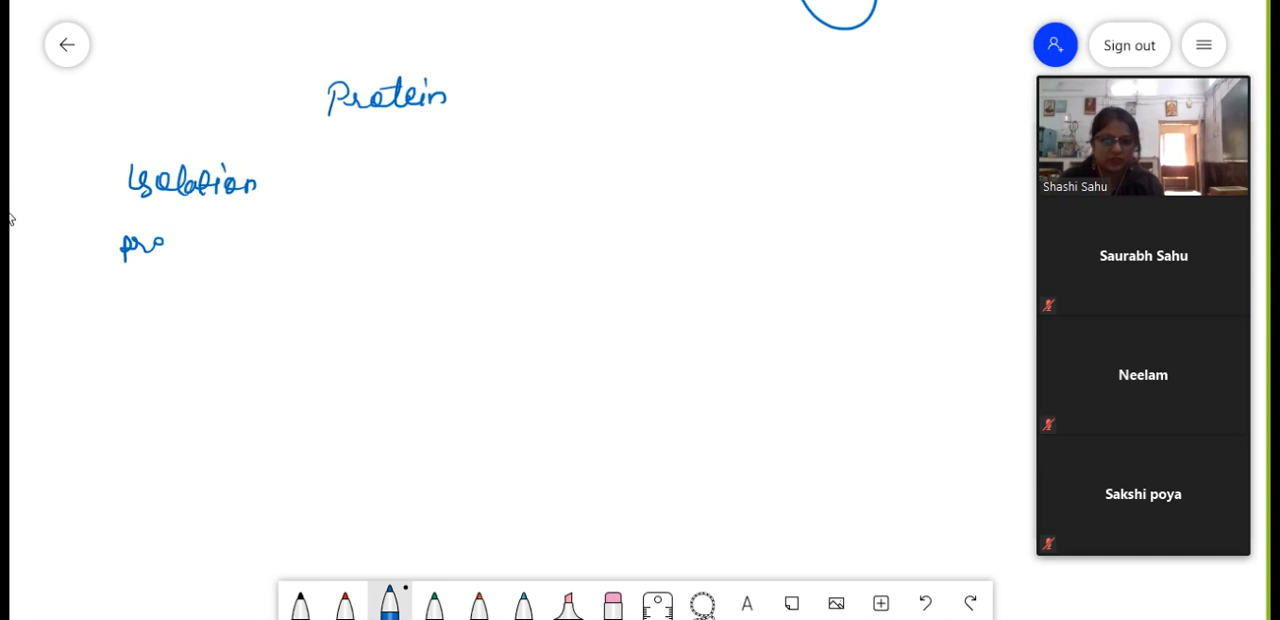 Sign out
Protein
Isolation
pro
Shashi Sahu
Saurabh Sahu
Neelam
Sakshi poya
A